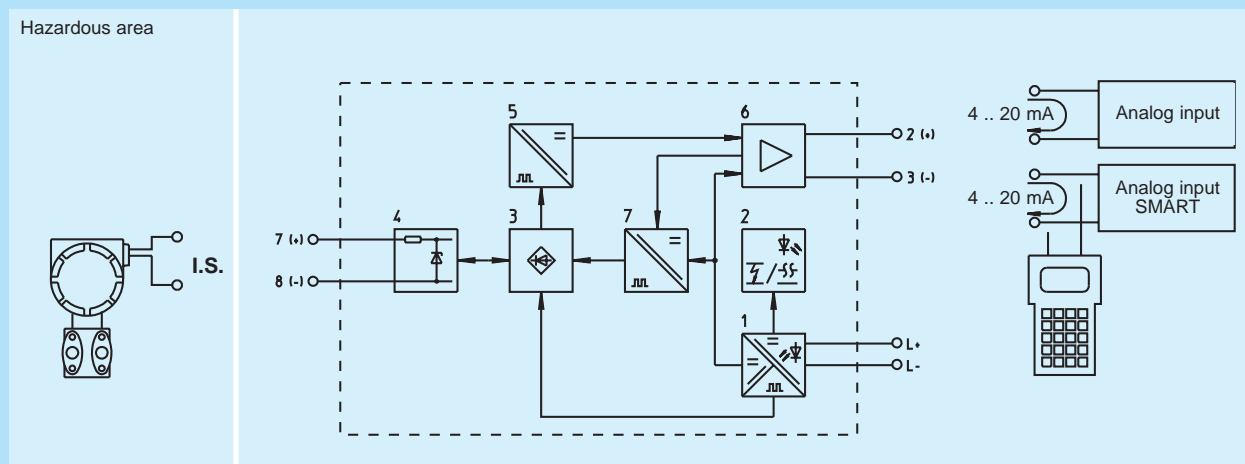 Hazardous area
I.S.
5
6
2 (+)
3 (-)
4
3
7
2
7 (+)
8 (-)
1
L+
L-
4 .. 20 mA
Analog input
4 .. 20 mA
Analog input
SMART